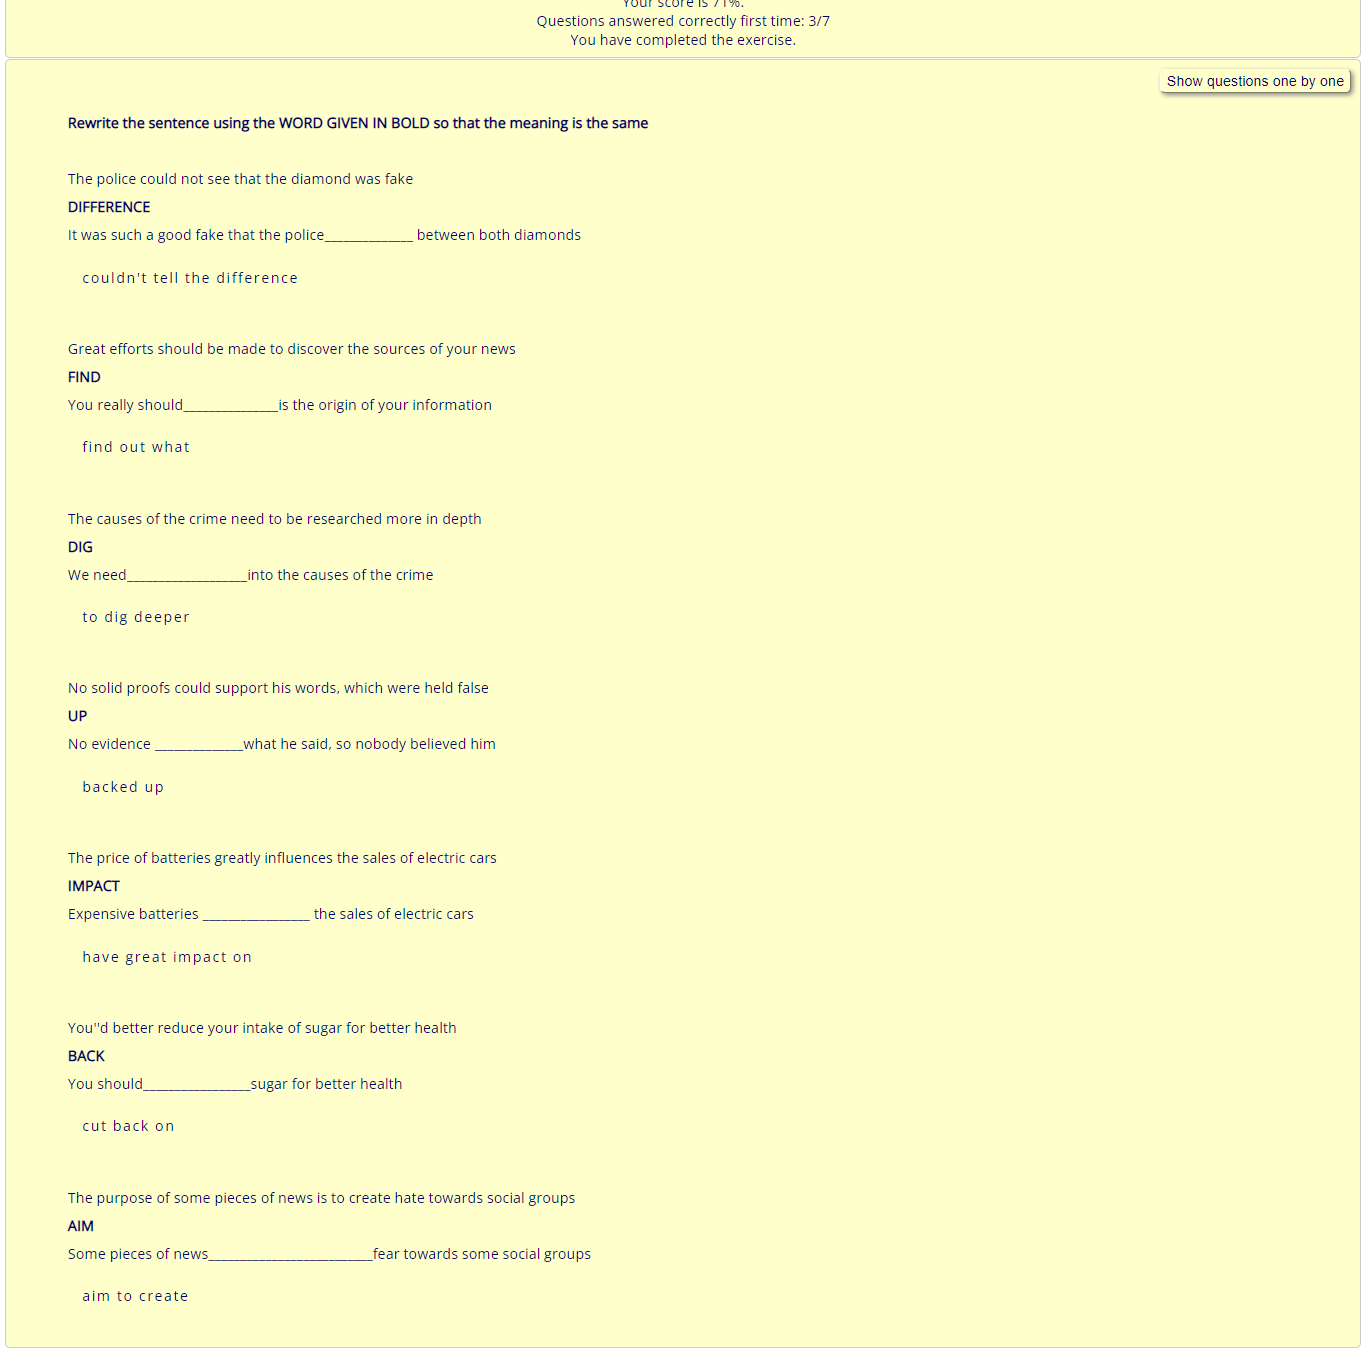 Your score is 71%.
Questions answered correctly first time: 3/7
You have completed the exercise.
Show questions one by one
Rewrite the sentence using the WORD GIVEN IN BOLD so that the meaning is the same
The police could not see that the diamond was fake
DIFFERENCE
It was such a good fake that the police______________ between both diamonds
couldn't tell the difference
Great efforts should be made to discover the sources of your news
FIND
You really should_______________is the origin of your information
find out what
The causes of the crime need to be researched more in depth
DIG
We need___________________into the causes of the crime
to dig deeper
No solid proofs could support his words, which were held false
UP
No evidence ______________what he said, so nobody believed him
backed up
The price of batteries greatly influences the sales of electric cars
IMPACT
Expensive batteries _________________ the sales of electric cars
have great impact on
You''d better reduce your intake of sugar for better health
BACK
You should_________________sugar for better health
cut back on
The purpose of some pieces of news is to create hate towards social groups
AIM
Some pieces of news__________________________fear towards some social groups
aim to create